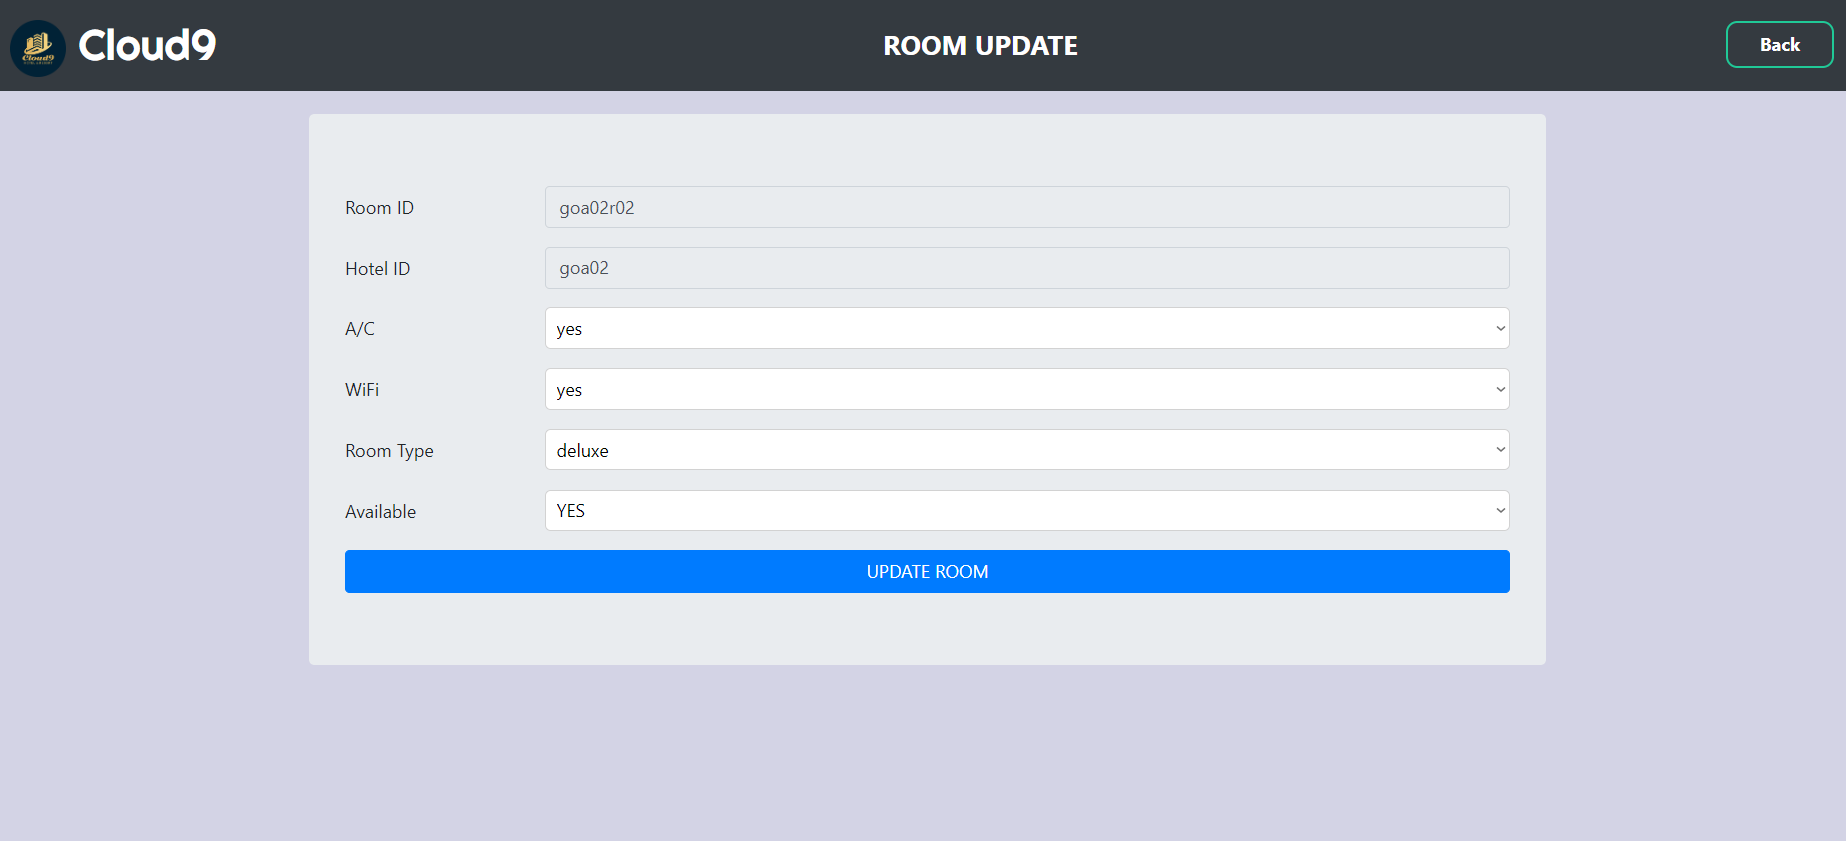 Cloud9
Cloud9
ROOM UPDATE
Back
Room ID
goa02r02
Hotel ID
goa02
A/C
yes
WiFi
yes
Room Type
deluxe
Available
YES
UPDATE ROOM